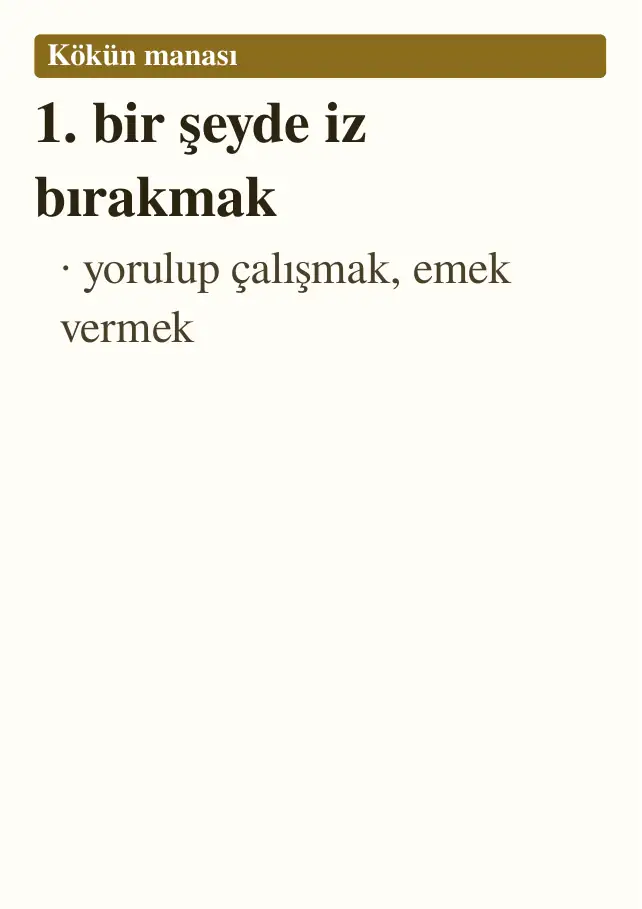 Kökün manası
1. bir şeyde iz
bırakmak
· yorulup çalışmak, emek
vermek